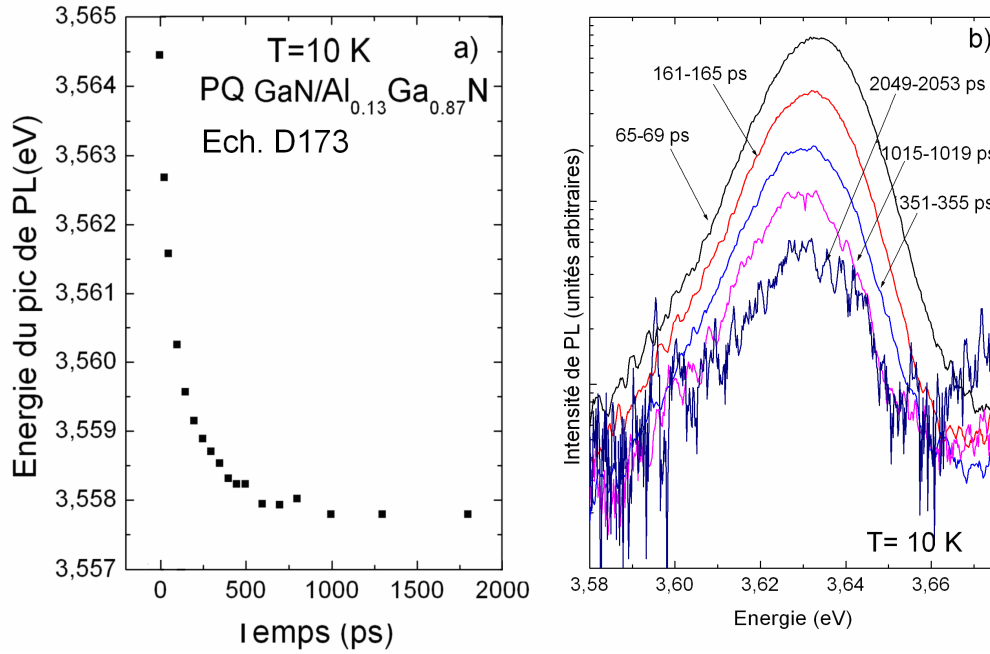 a)
T=10 K
PQ GaN/Al0.13Ga0.87N
Ech. D173
Energie du pic de PL(eV)
3,565
3,564
3,563
3,562
3,561
3,560
3,559
3,558
3,557
0
500
1000
1500
2000
Temps (ps)
b)
161-165 ps
2049-2053 ps
65-69 ps
1015-1019 ps
351-355 ps
Intensité de PL (unités arbitraires)
T= 10 K
3,58
3,60
3,62
3,64
3,66
Energie (eV)